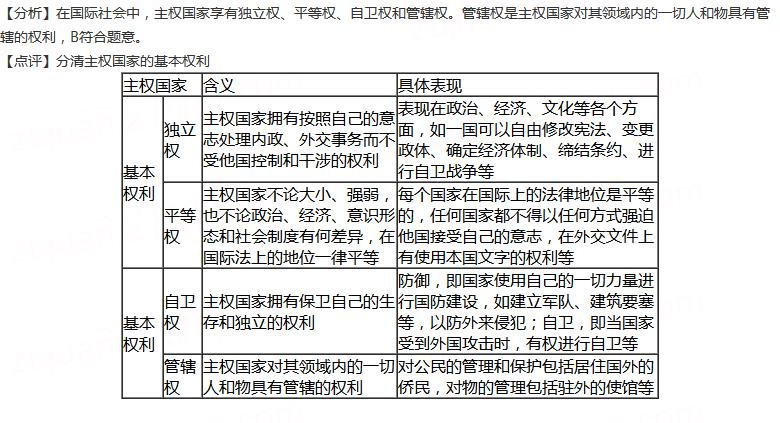 【分析】在国际社会中，主权国家享有独立权、平等权、自卫权和管辖权。管辖权是主权国家对其领域内的一切人和物具有管
辖的权利，B符合题意。
【点评】分清主权国家的基本权利
主权国家 含义 具体表现
基本
权利
独立
权
主权国家拥有按照自己的意
志处理内政、外交事务而不
受他国控制和干涉的权利
表现在政治、经济、文化等各个方
面，如一国可以自由修改宪法、变更
政体、确定经济体制、缔结条约、进
行自卫战争等
平等
权
主权国家不论大小、强弱，
也不论政治、经济、意识形
态和社会制度有何差异，在
国际法上的地位一律平等
每个国家在国际上的法律地位是平等
的，任何国家都不得以任何方式强迫
他国接受自己的意志，在外交文件上
有使用本国文字的权利等
基本
权利
自卫
权
主权国家拥有保卫自己的生
存和独立的权利
防御，即国家使用自己的一切力量进
行国防建设，如建立军队、建筑要塞
等，以防外来侵犯；自卫，即当国家
受到外国攻击时，有权进行自卫等
管辖
权
主权国家对其领域内的一切
人和物具有管辖的权利
对公民的管理和保护包括居住国外的
侨民，对物的管理包括驻外的使馆等